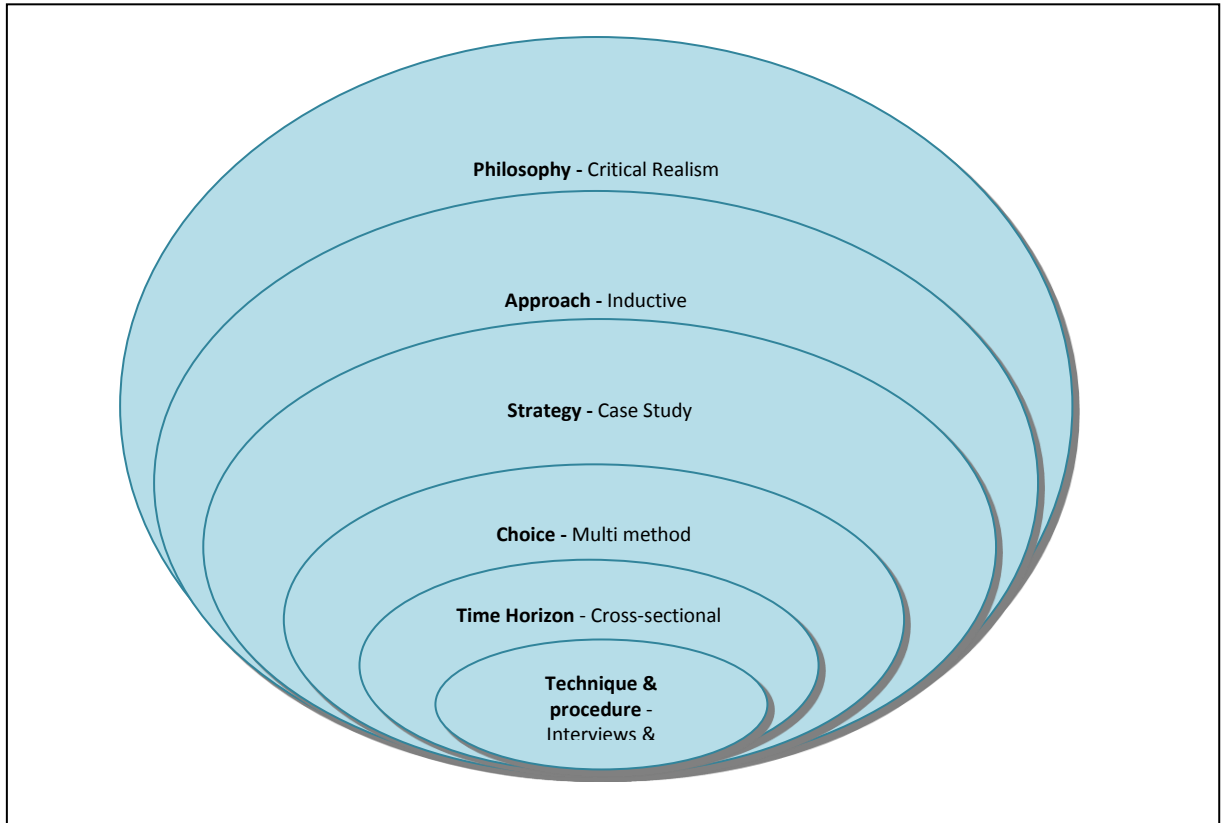 Philosophy - Critical Realism
Approach - Inductive
Strategy - Case Study
Choice - Multi method
Time Horizon - Cross-sectional
Technique &
procedure -
Interviews &